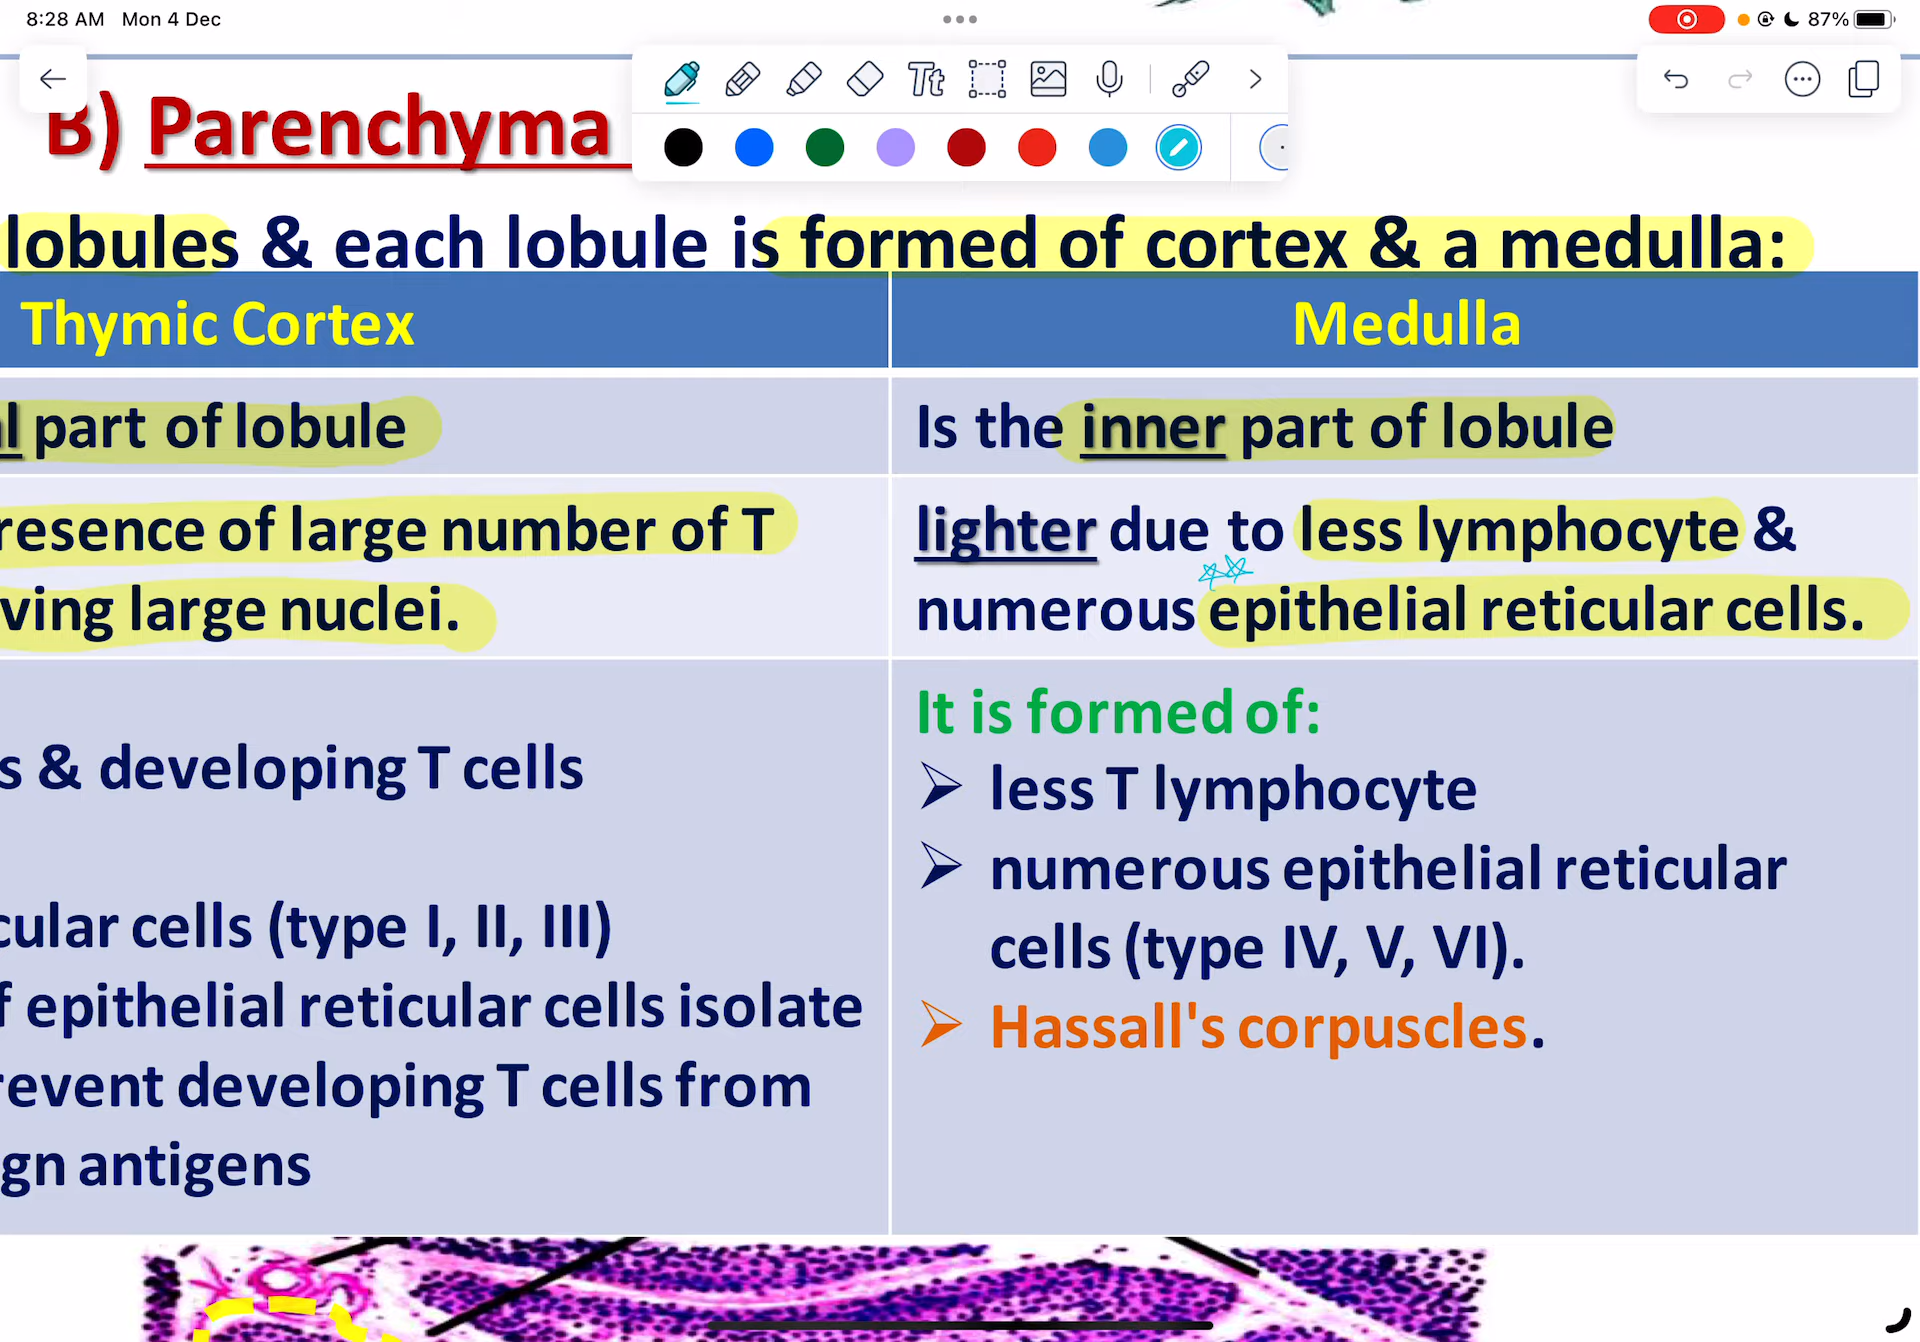 8:28 AM Mon 4 Dec
87%
Tt
B) Parenchyma
lobules & each lobule is formed of cortex & a medulla:
Thymic Cortex
Medulla
part of lobule
Is the inner part of lobule
resence of large number of T
ving large nuclei.
lighter due to less lymphocyte &
numerous epithelial reticular cells.
s & developing T cells
cular cells (type I, II, III)
f epithelial reticular cells isolate
revent developing T cells from
gn antigens
It is formed of:
less T lymphocyte
numerous epithelial reticular
cells (type IV, V, VI).
Hassall's corpuscles.